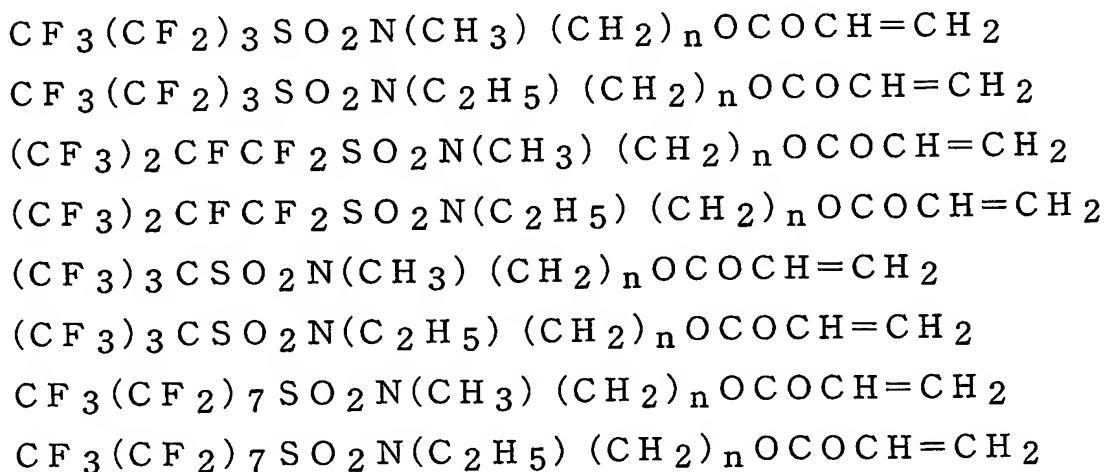 CF3(CF2)3SO2N(CH3)(CH2)nOCOCH=CH2
CF3(CF2)3SO2N(C2H5)(CH2)nOCOCH=CH2
(CF3)2CFCF2SO2N(CH3)(CH2)nOCOCH=CH2
(CF3)2CFCF2SO2N(C2H5)(CH2)nOCOCH=CH2
(CF3)3CSO2N(CH3)(CH2)nOCOCH=CH2
(CF3)3CSO2N(C2H5)(CH2)nOCOCH=CH2
CF3(CF2)7SO2N(CH3)(CH2)nOCOCH=CH2
CF3(CF2)7SO2N(C2H5)(CH2)nOCOCH=CH2